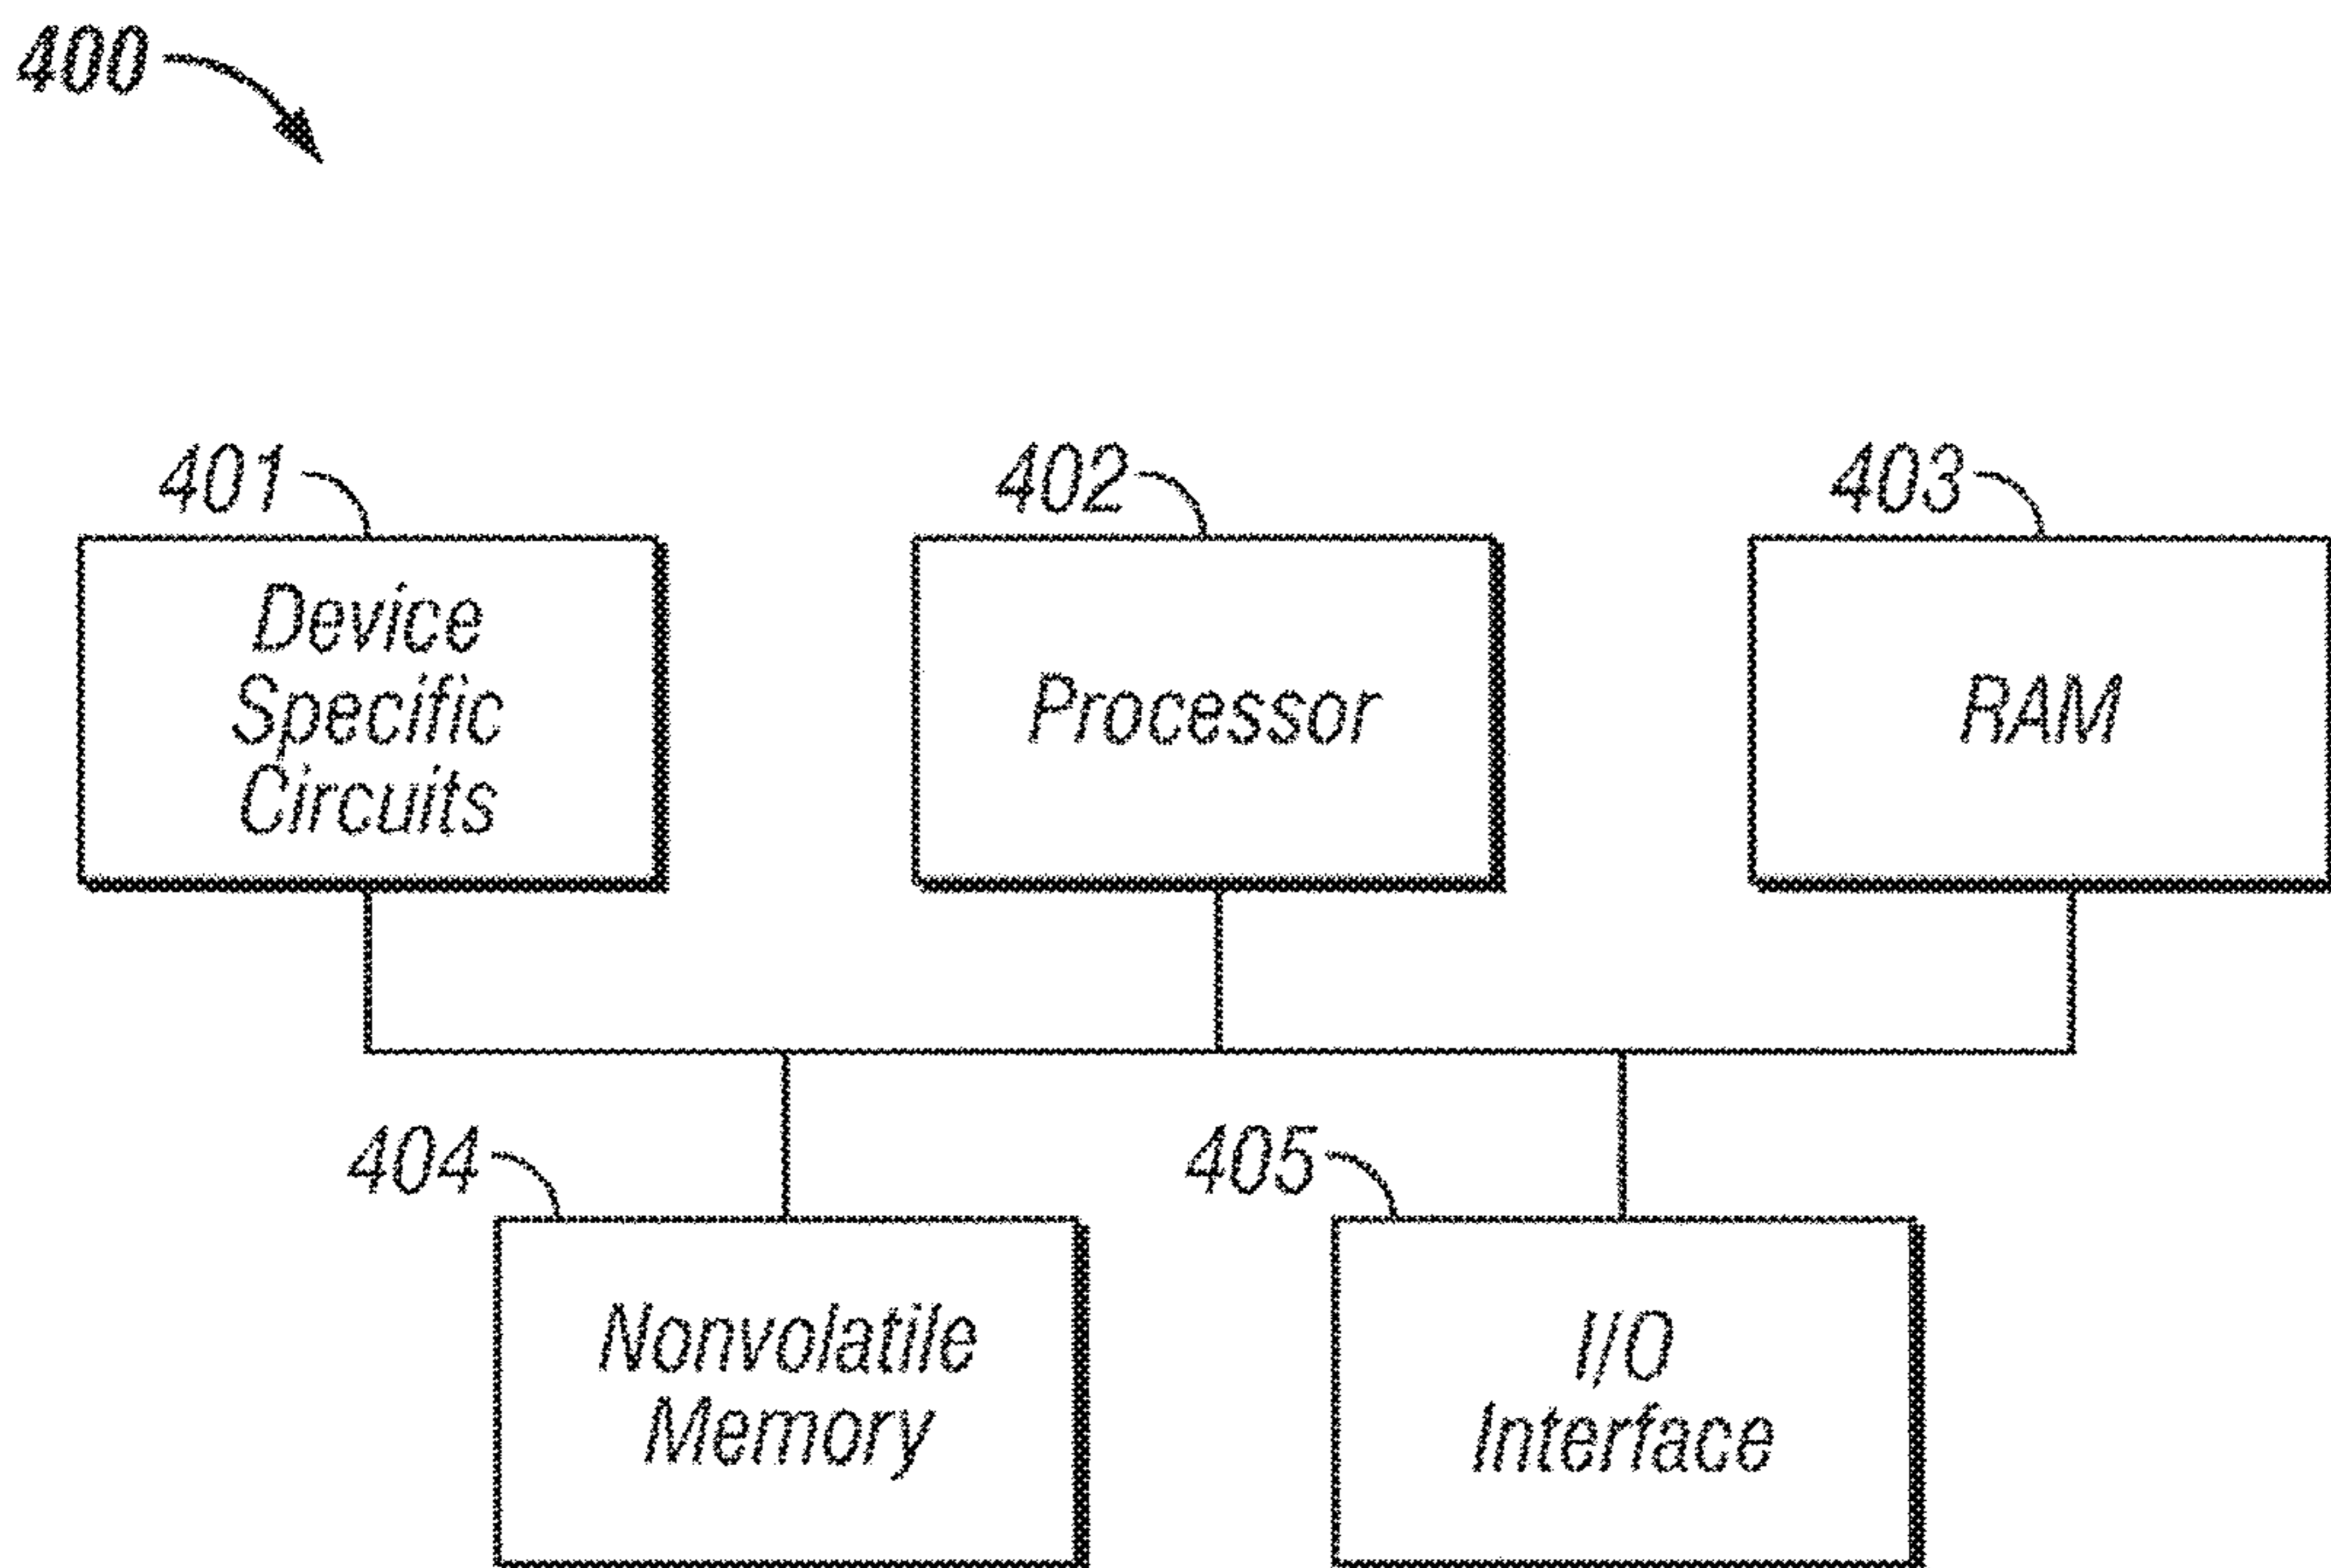 400
401
402
403
Device
Specific
Circuits
Processor
RAM
404
405
Nonvolatile
Memory
I/O
Interface